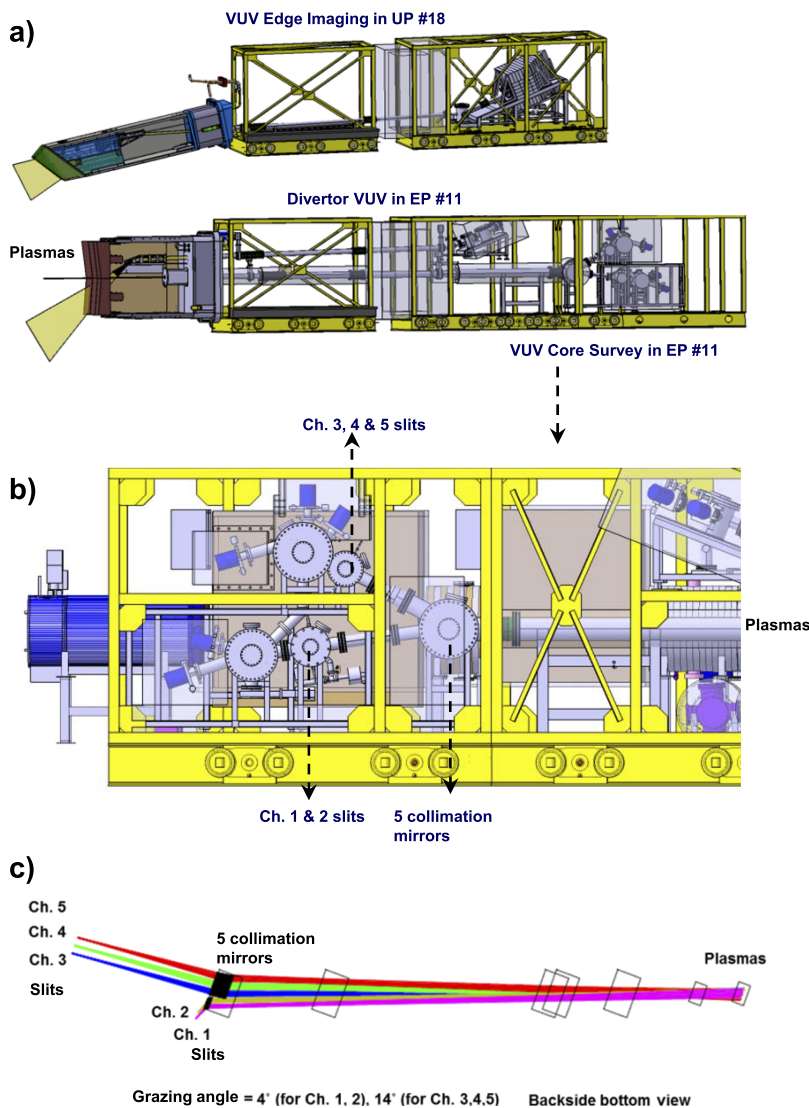 a)
VUV Edge Imaging in UP #18
Divertor VUV in EP #11
Plasmas
VUV Core Survey in EP #11
Ch. 3, 4 & 5 slits
b)
Plasmas
Ch. 1 & 2 slits
5 collimation
mirrors
c)
Ch. 5
Ch. 4
Ch. 3
Slits
5 collimation
mirrors
Plasmas
Ch. 2
Ch. 1
Slits
Grazing angle = 4° (for Ch. 1, 2), 14° (for Ch. 3,4,5)
Backside bottom view